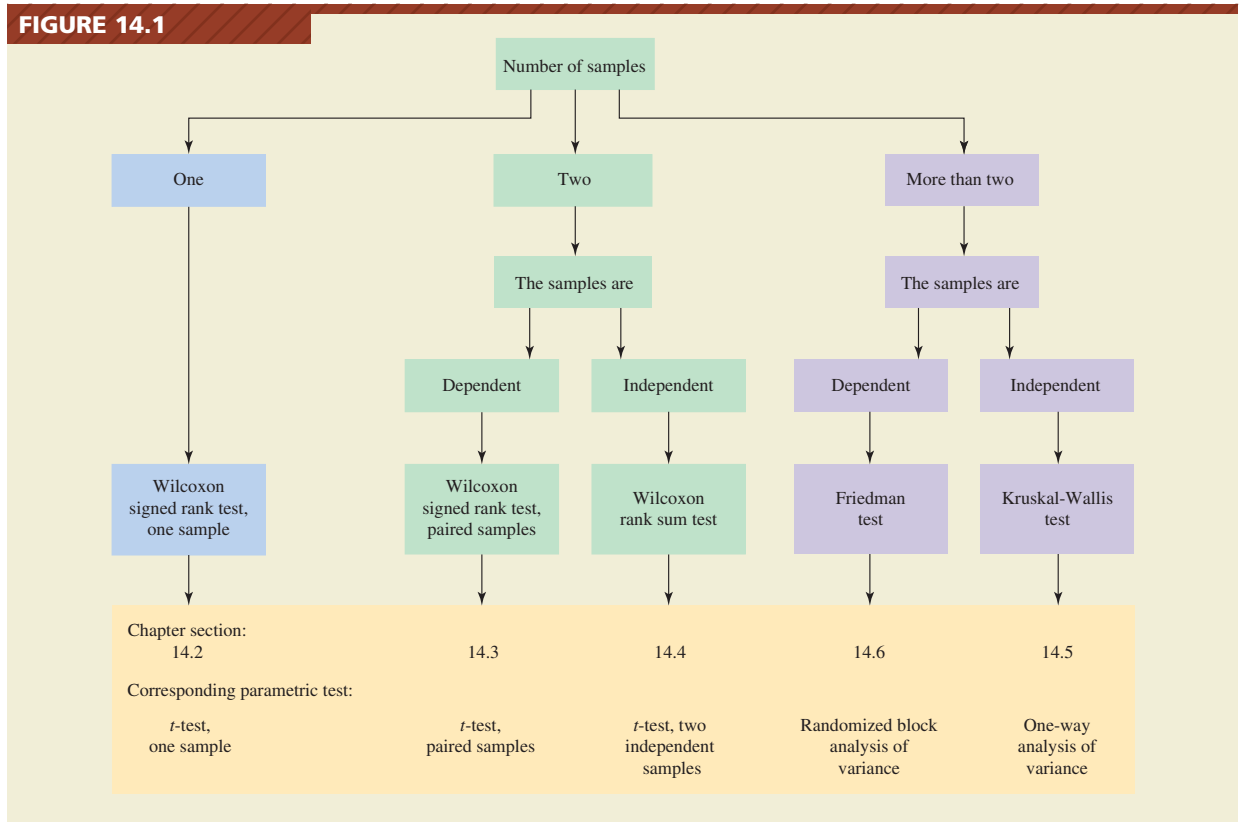 FIGURE 14.1
Number of samples
One
Two
More than two
The samples are
The samples are
Dependent
Independent
Dependent
Independent
Wilcoxon
signed rank test,
one sample
Wilcoxon
signed rank test,
paired samples
Wilcoxon
rank sum test
Friedman
test
Kruskal-Wallis
test
Chapter section:
14.2
14.3
14.4
14.6
14.5
Corresponding parametric test:
t-test,
one sample
t-test,
paired samples
t-test, two
independent
samples
Randomized block
analysis of
variance
One-way
analysis of
variance